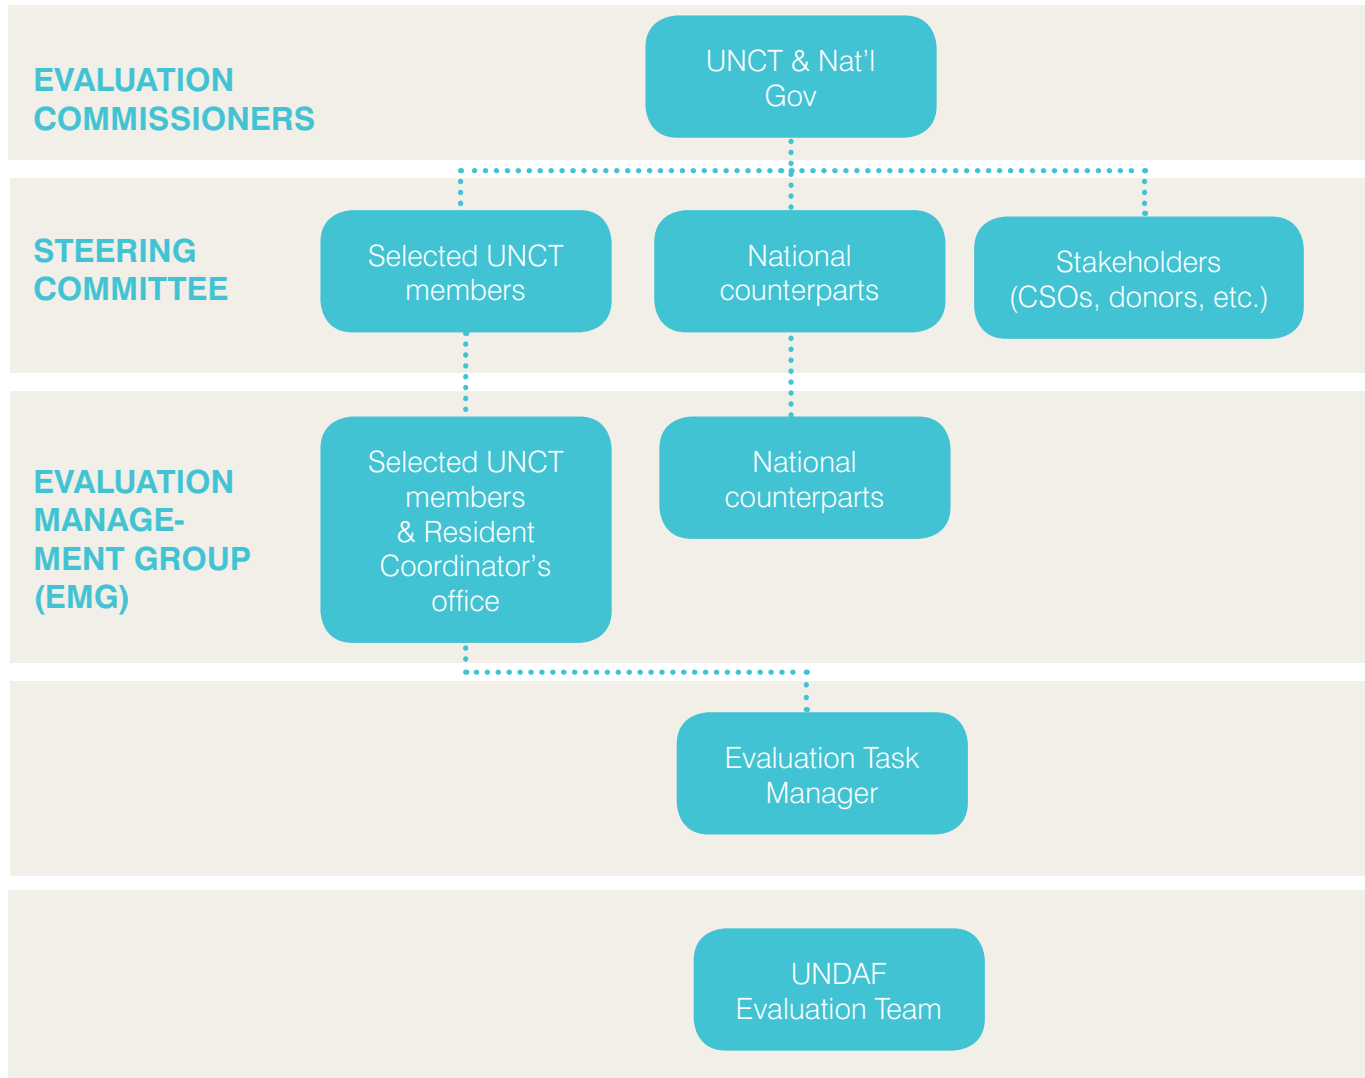 EVALUATION
COMMISSIONERS
UNCT & Nat’l
Gov
STEERING
COMMITTEE
Selected UNCT
members
National
counterparts
Stakeholders
(CSOs, donors, etc.)
EVALUATION
MANAGE-
MENT GROUP
(EMG)
Selected UNCT
members
& Resident
Coordinator’s
office
National
counterparts
Evaluation Task
Manager
UNDAF
Evaluation Team